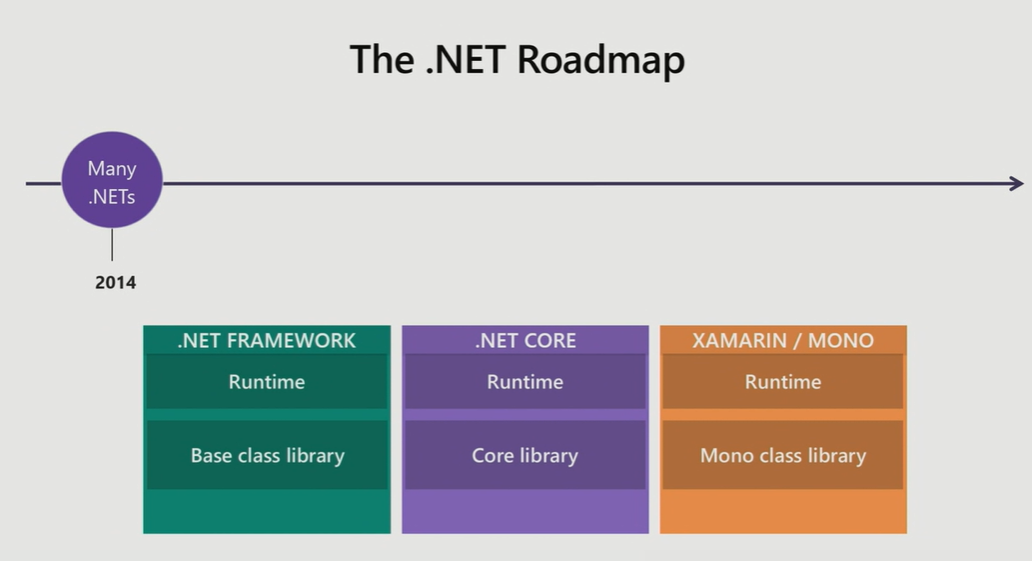 The .NET Roadmap
Many
.NETs
2014
.NET FRAMEWORK
Runtime
Base class library
.NET CORE
Runtime
Core library
XAMARIN / MONO
Runtime
Mono class library